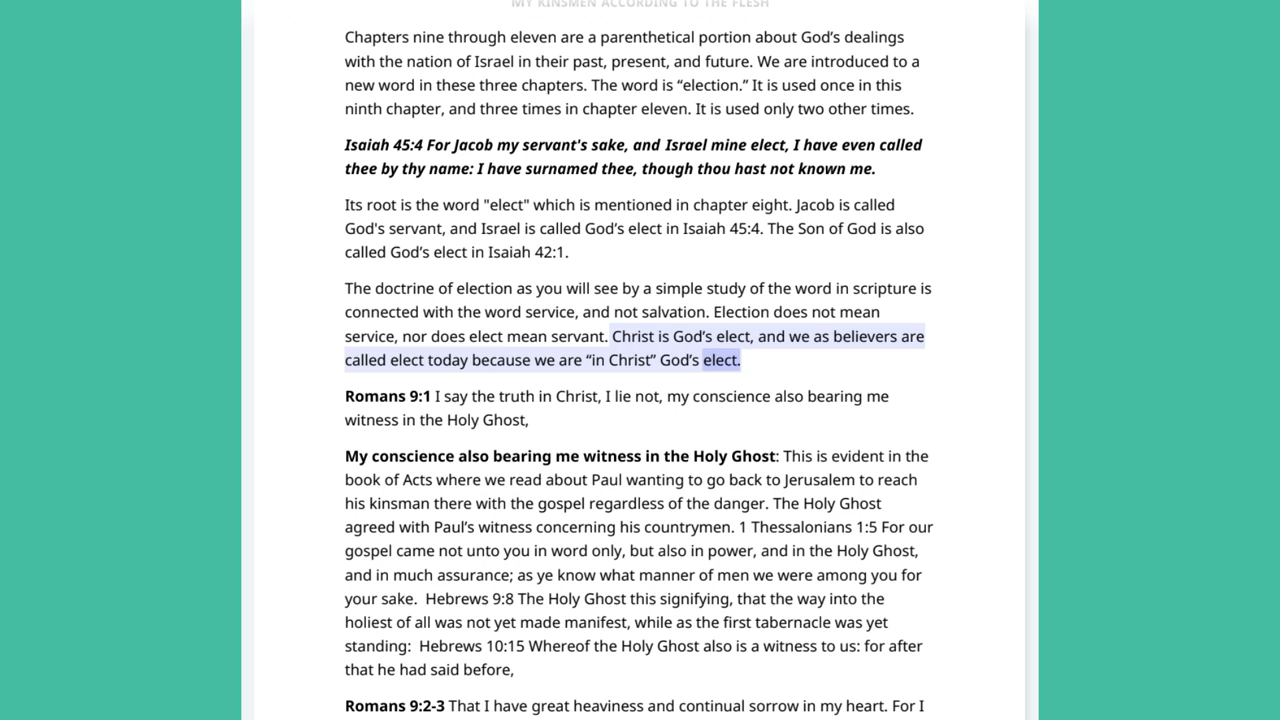 MY KINSMEN ACCORDING TO THE FLESH
Chapters nine through eleven are a parenthetical portion about God’s dealings
with the nation of Israel in their past, present, and future. We are introduced to a
new word in these three chapters. The word is “election.” It is used once in this
ninth chapter, and three times in chapter eleven. It is used only two other times.
Isaiah 45:4 For Jacob my servant's sake, and Israel mine elect, I have even called
thee by thy name: I have surnamed thee, though thou hast not known me.
Its root is the word "elect" which is mentioned in chapter eight. Jacob is called
God's servant, and Israel is called God’s elect in Isaiah 45:4. The Son of God is also
called God’s elect in Isaiah 42:1.
The doctrine of election as you will see by a simple study of the word in scripture is
connected with the word service, and not salvation. Election does not mean
service, nor does elect mean servant. Christ is God’s elect, and we as believers are
called elect today because we are “in Christ” God’s elect.
Romans 9:1 I say the truth in Christ, I lie not, my conscience also bearing me
witness in the Holy Ghost,
My conscience also bearing me witness in the Holy Ghost: This is evident in the
book of Acts where we read about Paul wanting to go back to Jerusalem to reach
his kinsman there with the gospel regardless of the danger. The Holy Ghost
agreed with Paul’s witness concerning his countrymen. 1 Thessalonians 1:5 For our
gospel came not unto you in word only, but also in power, and in the Holy Ghost,
and in much assurance; as ye know what manner of men we were among you for
your sake.  Hebrews 9:8 The Holy Ghost this signifying, that the way into the
holiest of all was not yet made manifest, while as the first tabernacle was yet
standing:  Hebrews 10:15 Whereof the Holy Ghost also is a witness to us: for after
that he had said before,
Romans 9:2-3 That I have great heaviness and continual sorrow in my heart. For I